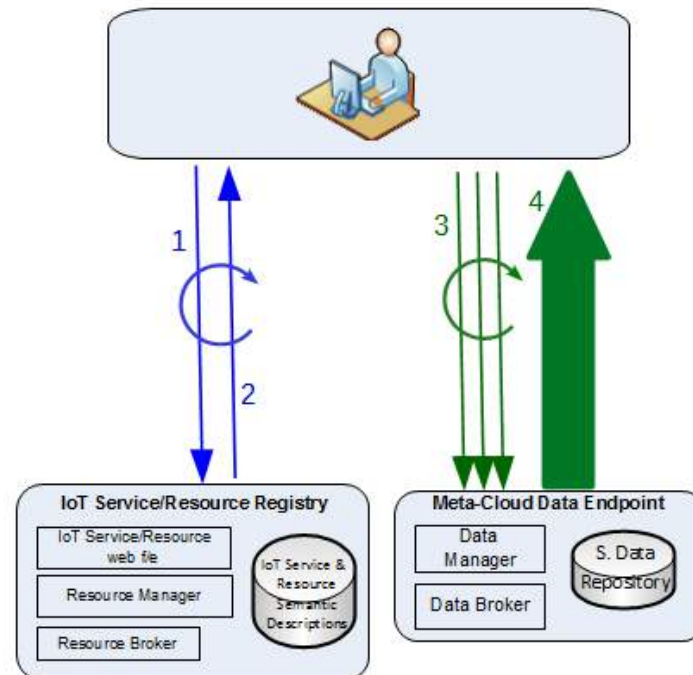 1
2
3
4
IoT Service/Resource Registry
IoT Service/Resource
web file
Resource Manager
Resource Broker
IoT Service &
Resource
Semantic
Descriptions
Meta-Cloud Data Endpoint
Data
Manager
Data Broker
S. Data
Repository